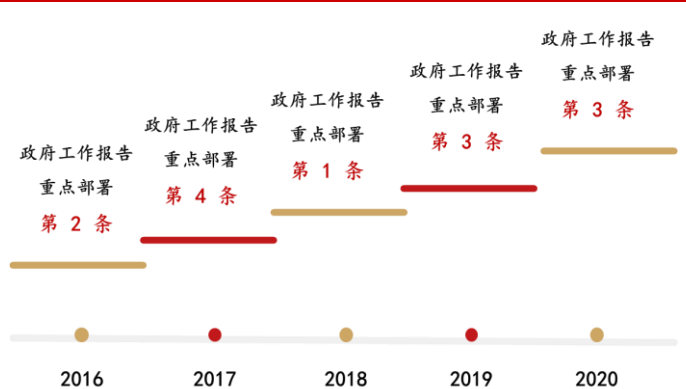 政府工作报告
重点部署
第 2 条
政府工作报告
重点部署
第 4 条
政府工作报告
重点部署
第 1 条
政府工作报告
重点部署
第 3 条
政府工作报告
重点部署
第 3 条
2016
2017
2018
2019
2020